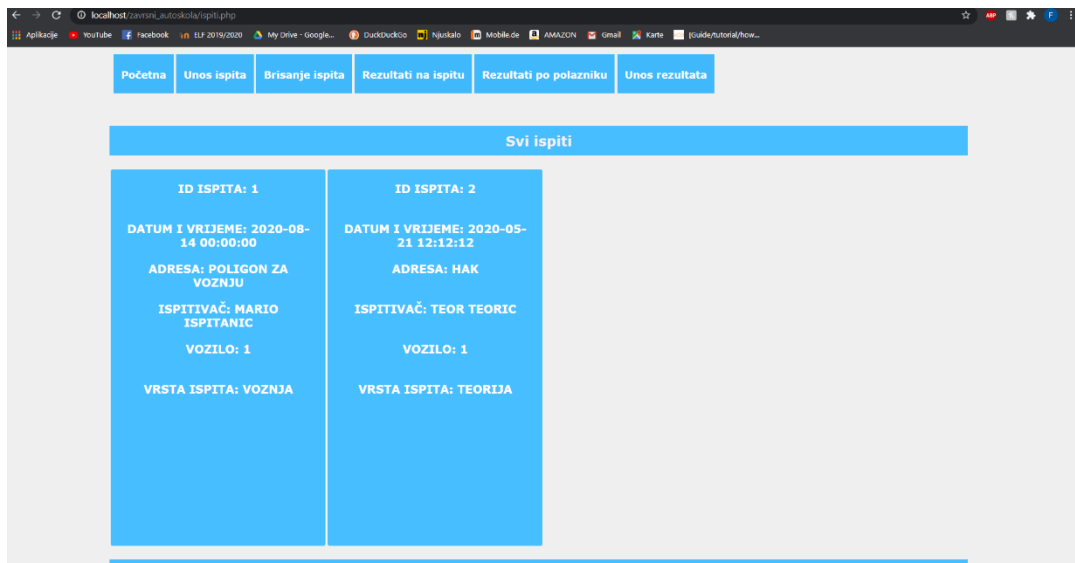 localhost/zavrsni_autoskola/ispiti.php
ABP
F
Aplikacije YouTube Facebook ELF 2019/2020 My Drive - Google... DuckDuckGo Njuskalo Mobile.de AMAZON Gmail Karte [Guide/tutorial/how...
Početna Unos ispita Brisanje ispita Rezultati na ispitu Rezultati po polazniku Unos rezultata
Svi ispiti
ID ISPITA: 1
DATUM I VRIJEME: 2020-08-
14 00:00:00
ADRESA: POLIGON ZA
VOZNJU
ISPITIVAČ: MARIO
ISPITANIC
VOZILO: 1
VRSTA ISPITA: VOZNJA
ID ISPITA: 2
DATUM I VRIJEME: 2020-05-
21 12:12:12
ADRESA: HAK
ISPITIVAČ: TEOR TEORIC
VOZILO: 1
VRSTA ISPITA: TEORIJA